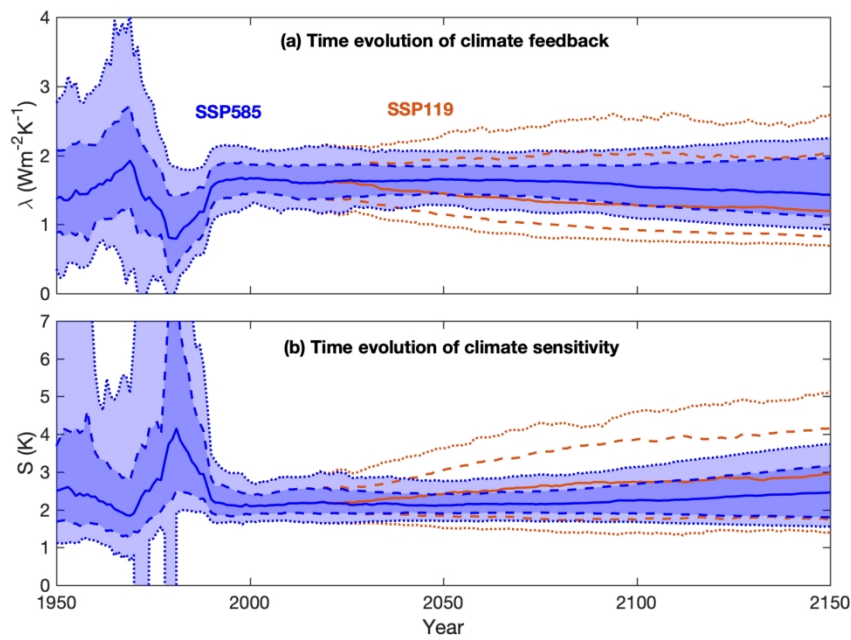 4
(a) Time evolution of climate feedback
3
SSP585
SSP119
λ (Wm⁻²K⁻¹)
2
1
0
7
(b) Time evolution of climate sensitivity
6
5
4
S (K)
3
2
1
0
1950 2000 2050 2100 2150
Year